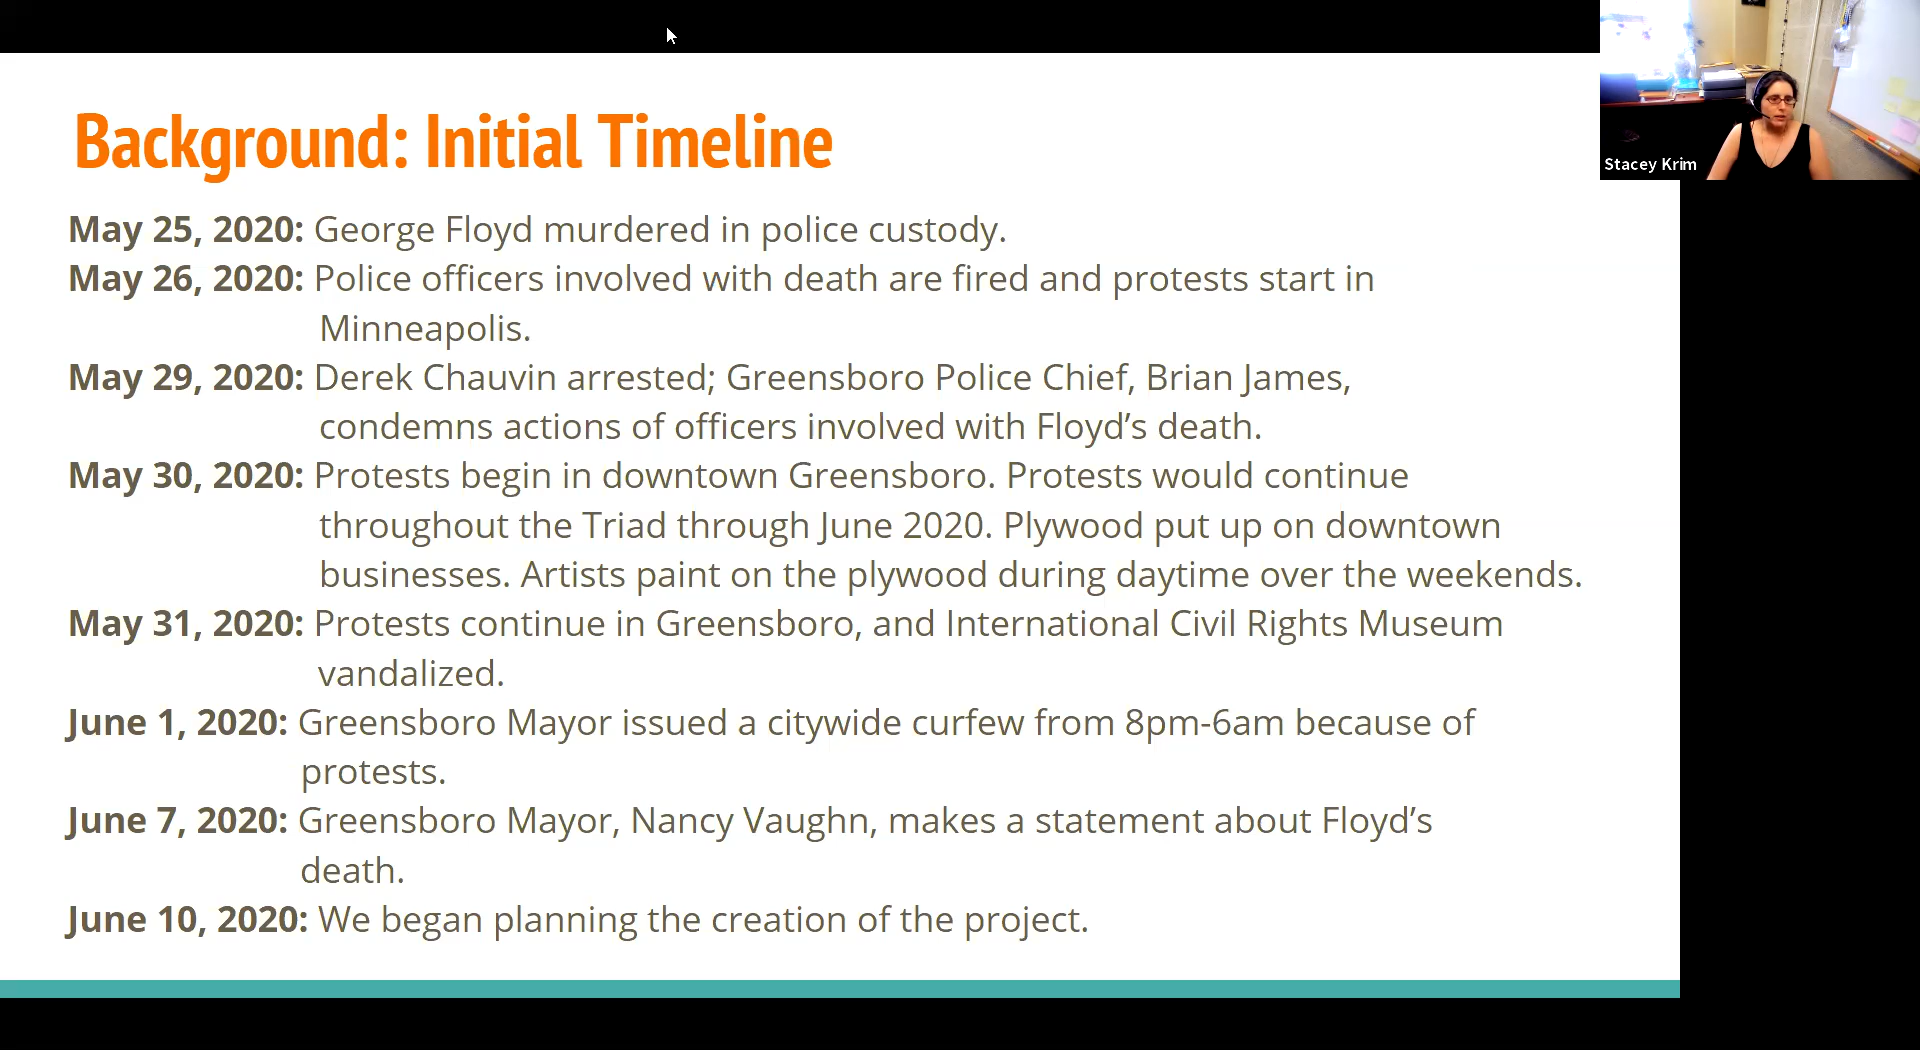 Background: Initial Timeline
Stacey Krim
May 25, 2020: George Floyd murdered in police custody.
May 26, 2020: Police officers involved with death are fired and protests start in
Minneapolis.
May 29, 2020: Derek Chauvin arrested; Greensboro Police Chief, Brian James,
condemns actions of officers involved with Floyd’s death.
May 30, 2020: Protests begin in downtown Greensboro. Protests would continue
throughout the Triad through June 2020. Plywood put up on downtown
businesses. Artists paint on the plywood during daytime over the weekends.
May 31, 2020: Protests continue in Greensboro, and International Civil Rights Museum
vandalized.
June 1, 2020: Greensboro Mayor issued a citywide curfew from 8pm-6am because of
protests.
June 7, 2020: Greensboro Mayor, Nancy Vaughn, makes a statement about Floyd’s
death.
June 10, 2020: We began planning the creation of the project.